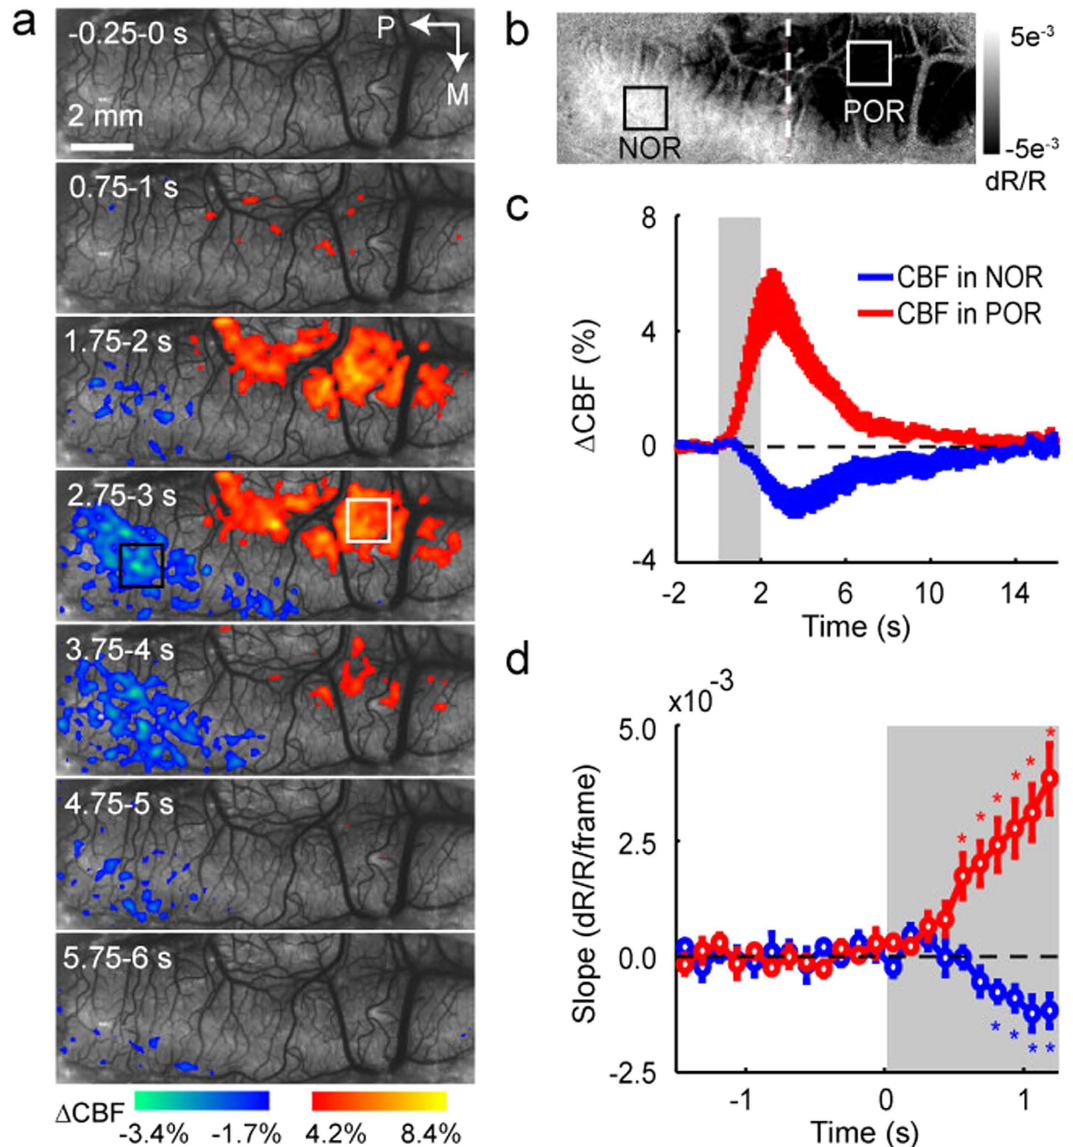 a
-0.25-0 s
P
M
2 mm
0.75-1 s
1.75-2 s
2.75-3 s
3.75-4 s
4.75-5 s
5.75-6 s
ΔCBF
-3.4% -1.7% 4.2% 8.4%
b
NOR
POR
5e⁻³
-5e⁻³
dR/R
c
8
4
0
-4
ΔCBF (%)
CBF in NOR
CBF in POR
-2 2 6 10 14
Time (s)
d
x10⁻³
5.0
2.5
0.0
-2.5
Slope (dR/R/frame)
* * * * * *
* * * *
-1 0 1
Time (s)